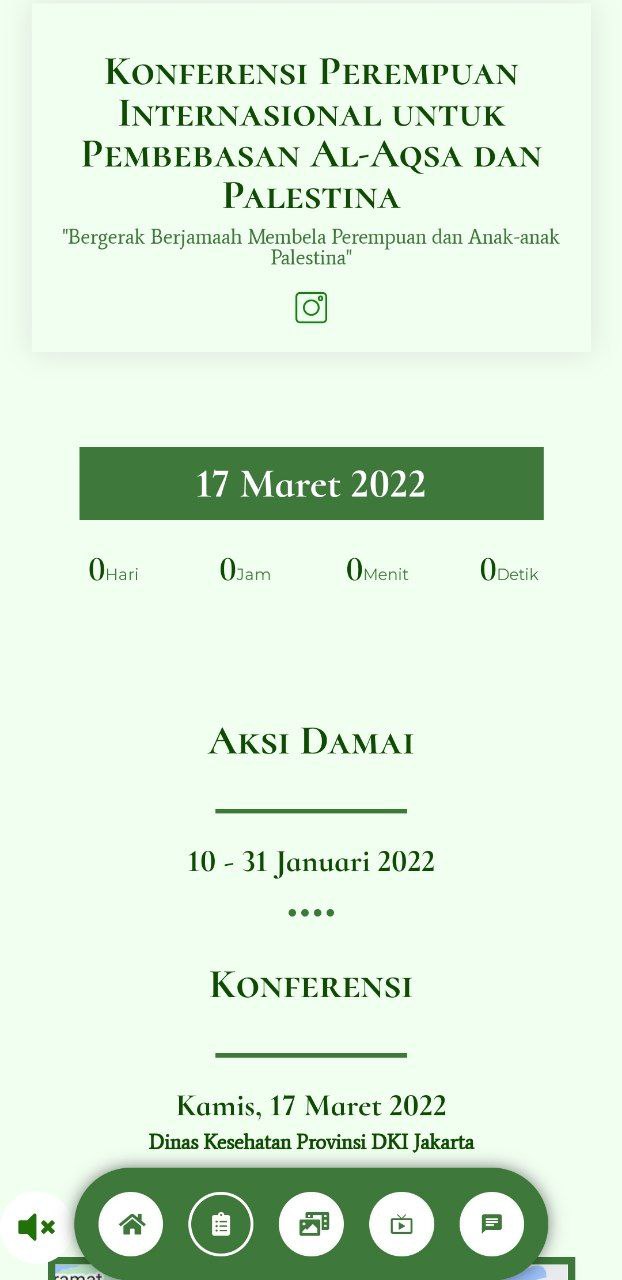 Konferensi Perempuan
Internasional untuk
Pembebasan Al-Aqsa dan
Palestina
"Bergerak Berjamaah Membela Perempuan dan Anak-anak
Palestina"
17 Maret 2022
0Hari 0Jam 0Menit 0Detik
Aksi Damai
10 - 31 Januari 2022
Konferensi
Kamis, 17 Maret 2022
Dinas Kesehatan Provinsi DKI Jakarta